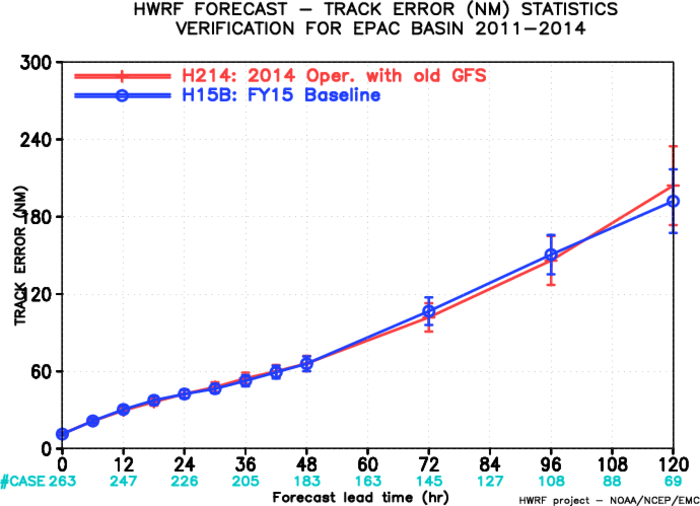 HWRF FORECAST – TRACK ERROR (NM) STATISTICS
VERIFICATION FOR EPAC BASIN 2011–2014
H214: 2014 Oper. with old GFS
H15B: FY15 Baseline
300
240
180
120
60
0
TRACK ERROR (NM)
0 12 24 36 48 60 72 84 96 108 120
#CASE 263 247 226 205 183 163 145 127 108 88 69
Forecast lead time (hr)
HWRF project – NOAA/NCEP/EMC